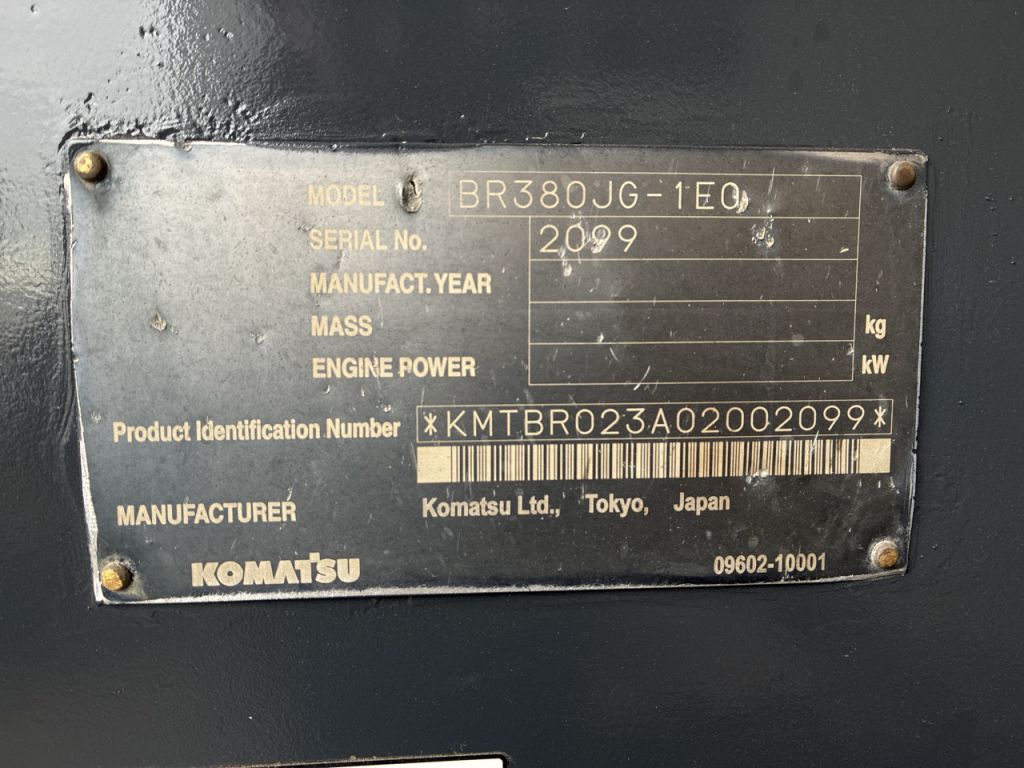 MODEL BR380JG-1E0
SERIAL No. 2099
MANUFACT. YEAR
MASS kg
ENGINE POWER kW
Product Identification Number *KMTBR023A02002099*
MANUFACTURER Komatsu Ltd., Tokyo, Japan
KOMATSU 09602-10001